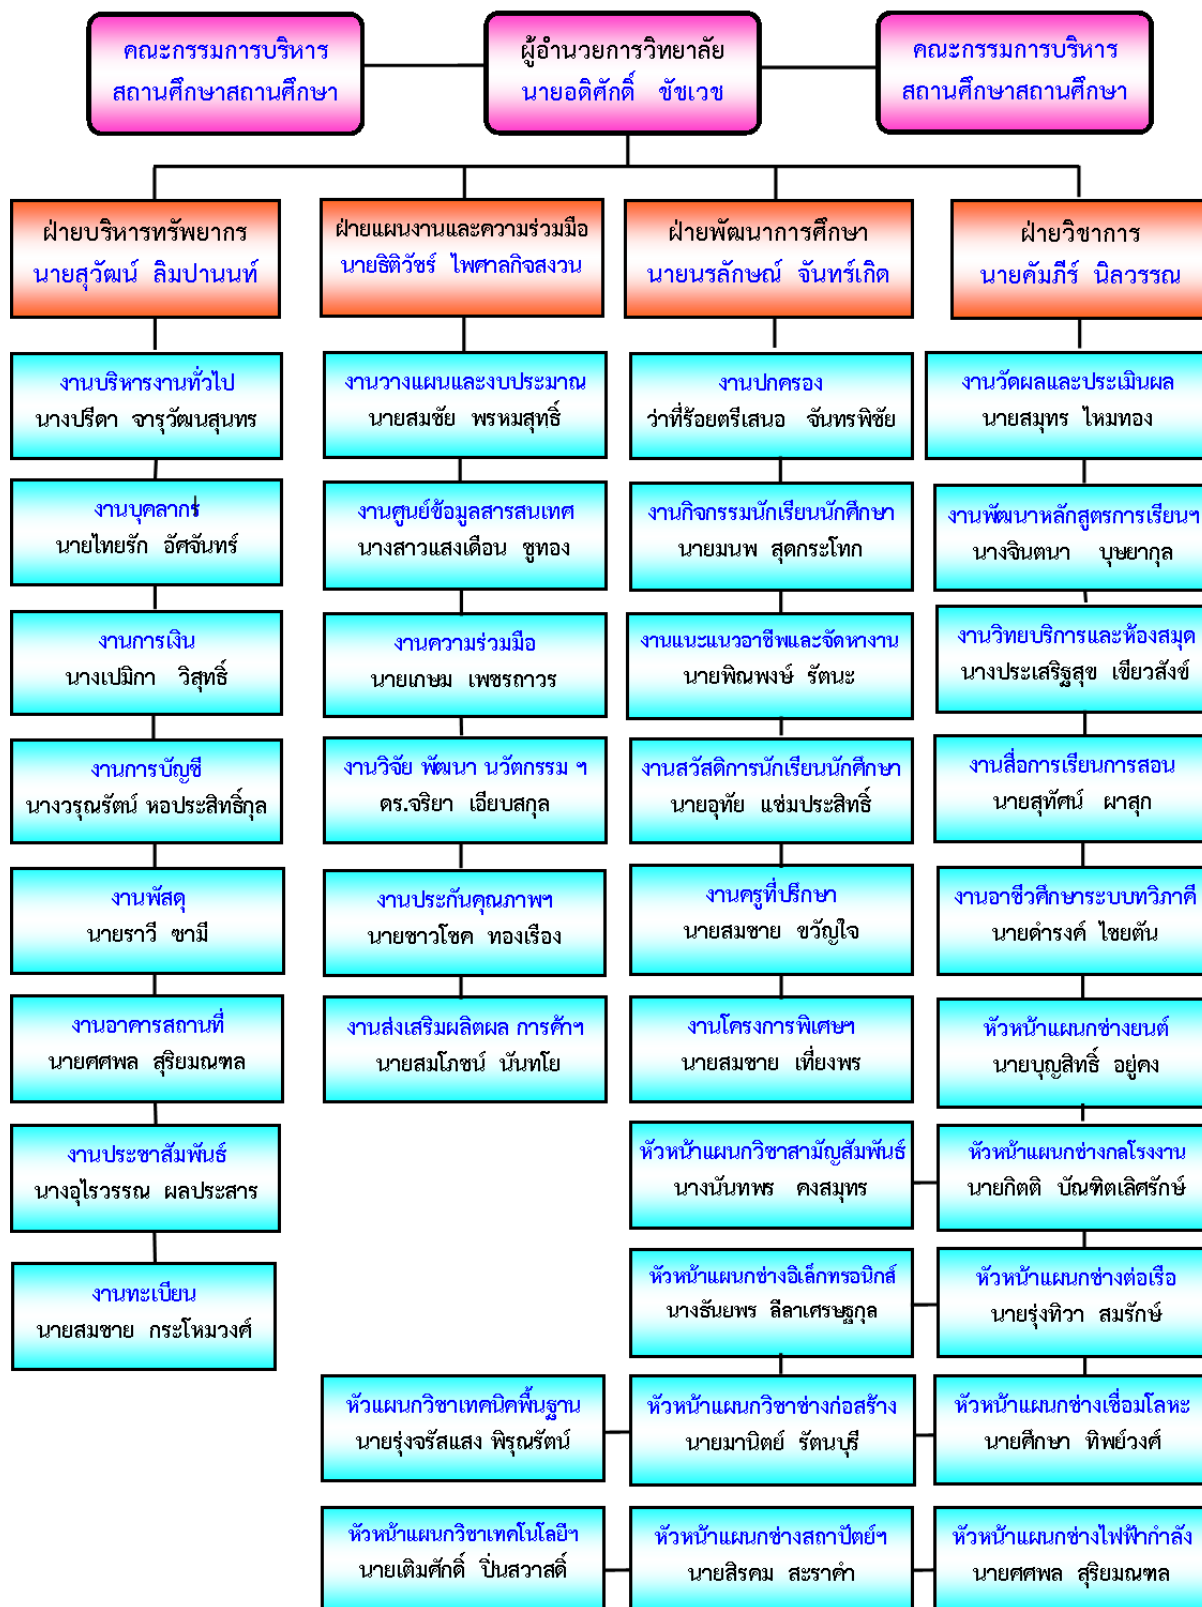 คณะกรรมการบริหาร
สถานศึกษาสถานศึกษา
ผู้อำนวยการวิทยาลัย
นายอดิศักดิ์ ชัชเวช
คณะกรรมการบริหาร
สถานศึกษาสถานศึกษา
ฝ่ายบริหารทรัพยากร
นายสุวัฒน์ ลิมปานนท์
ฝ่ายแผนงานและความร่วมมือ
นายธิติวัชร์ ไพศาลกิจสงวน
ฝ่ายพัฒนาการศึกษา
นายนรลักษณ์ จันทร์เกิด
ฝ่ายวิชาการ
นายคัมภีร์ นิลวรรณ
งานบริหารงานทั่วไป
นางปรีดา จารุวัฒนสุนทร
งานวางแผนและงบประมาณ
นายสมชัย พรหมสุทธิ์
งานปกครอง
ว่าที่ร้อยตรีเสนอ จันทรพิชัย
งานวัดผลและประเมินผล
นายสมุทร ไหมทอง
งานบุคลากร่
นายไทยรัก อัศจันทร์
งานศูนย์ข้อมูลสารสนเทศ
นางสาวแสงเดือน ชูทอง
งานกิจกรรมนักเรียนนักศึกษา
นายมนพ สุดกระโทก
งานพัฒนาหลักสูตรการเรียนฯ
นางจินตนา บุษยากุล
งานการเงิน
นางเปมิกา วิสุทธิ์
งานความร่วมมือ
นายเกษม เพชรถาวร
งานแนะแนวอาชีพและจัดหางาน
นายพิณพงษ์ รัตนะ
งานวิทยบริการและห้องสมุด
นางประเสริฐสุข เขียวสังข์
งานการบัญชี
นางวรุณรัตน์ หอประสิทธิ์กุล
งานวิจัย พัฒนา นวัตกรรม ฯ
ดร.จริยา เอียบสกุล
งานสวัสดิการนักเรียนนักศึกษา
นายอุทัย แช่มประสิทธิ์
งานสื่อการเรียนการสอน
นายสุทัศน์ ผาสุก
งานพัสดุ
นายราวี ซามี
งานประกันคุณภาพฯ
นายชาวโชค ทองเรือง
งานครูที่ปรึกษา
นายสมชาย ขวัญใจ
งานอาชีวศึกษาระบบทวิภาคี
นายดำรงค์ ไชยตัน
งานอาคารสถานที่
นายศศพล สุริยมณฑล
งานส่งเสริมผลิตผล การค้าฯ
นายสมโภชน์ นันทโย
งานโครงการพิเศษฯ
นายสมชาย เที่ยงพร
หัวหน้าแผนกช่างยนต์
นายบุญสิทธิ์ อยู่คง
งานประชาสัมพันธ์
นางอุไรวรรณ ผลประสาร
หัวหน้าแผนกวิชาสามัญสัมพันธ์
นางนันทพร คงสมุทร
หัวหน้าแผนกช่างกลโรงงาน
นายกิตติ บัณฑิตเลิศรักษ์
งานทะเบียน
นายสมชาย กระโหมวงศ์
หัวหน้าแผนกช่างอิเล็กทรอนิกส์
นางธันยพร ลีลาเศรษฐกุล
หัวหน้าแผนกช่างต่อเรือ
นายรุ่งทิวา สมรักษ์
หัวแผนกวิชาเทคนิคพื้นฐาน
นายรุ่งจรัสแสง พิรุณรัตน์
หัวหน้าแผนกวิชาช่างก่อสร้าง
นายมานิตย์ รัตนบุรี
หัวหน้าแผนกช่างเชื่อมโลหะ
นายศึกษา ทิพย์วงศ์
หัวหน้าแผนกวิชาเทคโนโลยีฯ
นายเติมศักดิ์ ปิ่นสวาสดิ์
หัวหน้าแผนกช่างสถาปัตย์ฯ
นายสิรคม สะราคำ
หัวหน้าแผนกช่างไฟฟ้ากำลัง
นายศศพล สุริยมณฑล